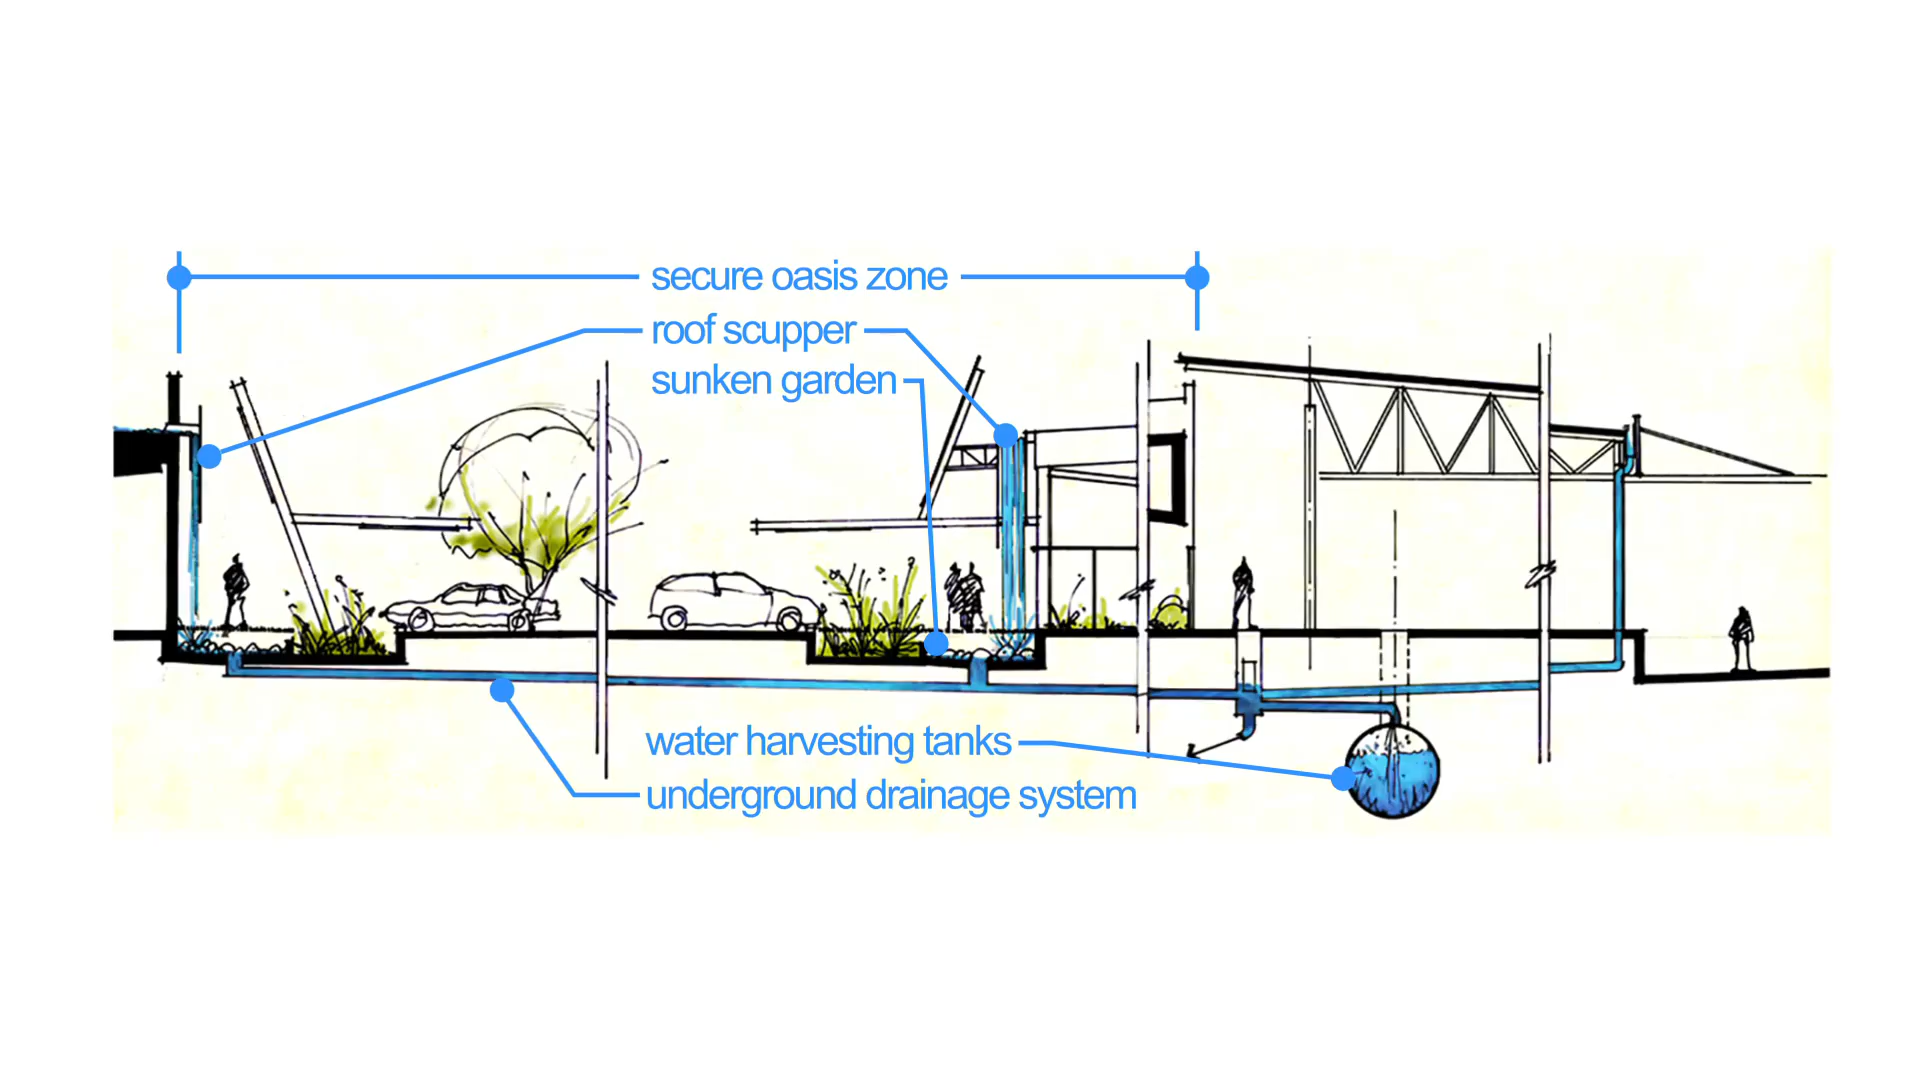 secure oasis zone
roof scupper
sunken garden
water harvesting tanks
underground drainage system